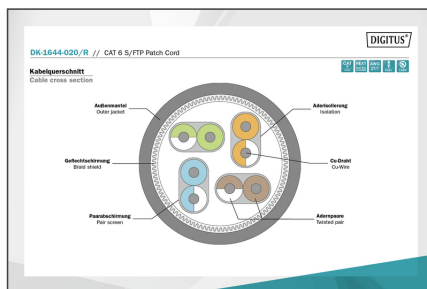 DIGITUS®
DK-1644-020/R // CAT 6 S/FTP Patch Cord
Kabelquerschnitt
Cable cross section
Außenmantel
Outer jacket
Aderisolierung
Isolation
Geflechtschirmung
Braid shield
Cu-Draht
Cu-Wire
Paarabschirmung
Pair screen
Adernpaare
Twisted pair